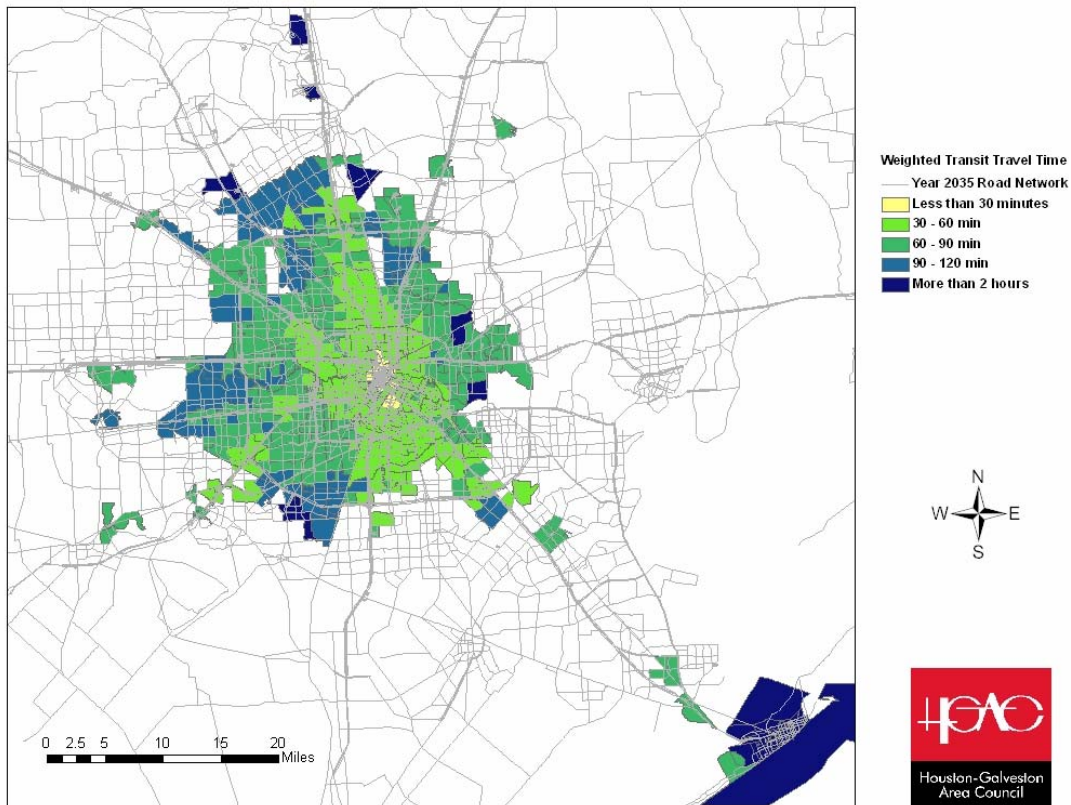 Weighted Transit Travel Time
Year 2035 Road Network
Less than 30 minutes
30 - 60 min
60 - 90 min
90 - 120 min
More than 2 hours
N
W E
S
0 2.5 5 10 15 20
Miles
HGAC
Houston-Galveston
Area Council